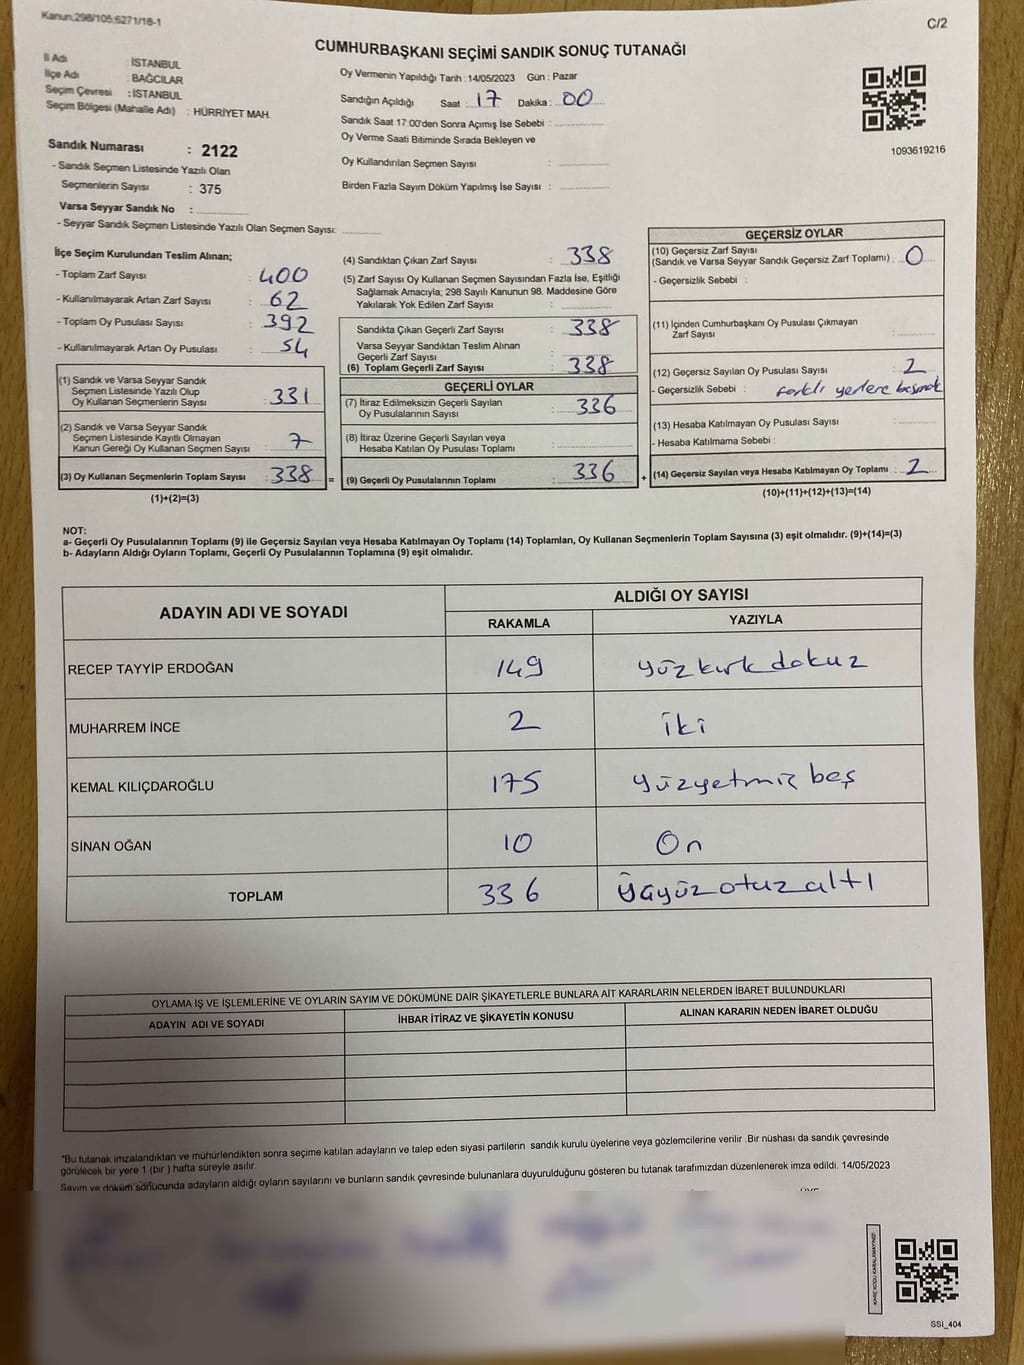 Kanun;298/105;6271/18-1
C/2
CUMHURBAŞKANI SEÇİMİ SANDIK SONUÇ TUTANAĞI
İl Adı : İSTANBUL
İlçe Adı : BAĞCILAR
Seçim Çevresi : İSTANBUL
Seçim Bölgesi (Mahalle Adı) : HÜRRİYET MAH.
Oy Vermenin Yapıldığı Tarih : 14/05/2023 Gün : Pazar
Sandığın Açıldığı Saat : 17 Dakika : 00
Sandık Saat 17:00'den Sonra Açımış İse Sebebi :
Oy Verme Saati Bitiminde Sırada Bekleyen ve
Oy Kullandırılan Seçmen Sayısı :
Birden Fazla Sayım Döküm Yapılmış İse Sayısı :
1093619216
Sandık Numarası : 2122
- Sandık Seçmen Listesinde Yazılı Olan
Seçmenlerin Sayısı : 375
Varsa Seyyar Sandık No :
- Seyyar Sandık Seçmen Listesinde Yazılı Olan Seçmen Sayısı:
İlçe Seçim Kurulundan Teslim Alınan;
- Toplam Zarf Sayısı : 400
- Kullanılmayarak Artan Zarf Sayısı : 62
- Toplam Oy Pusulası Sayısı : 392
- Kullanılmayarak Artan Oy Pusulası : 54
(1) Sandık ve Varsa Seyyar Sandık
Seçmen Listesinde Yazılı Olup
Oy Kullanan Seçmenlerin Sayısı : 331
(2) Sandık ve Varsa Seyyar Sandık
Seçmen Listesinde Kayıtlı Olmayan
Kanun Gereği Oy Kullanan Seçmen Sayısı : 7
(3) Oy Kullanan Seçmenlerin Toplam Sayısı : 338 =
(1)+(2)=(3)
(4) Sandıktan Çıkan Zarf Sayısı : 338
(5) Zarf Sayısı Oy Kullanan Seçmen Sayısından Fazla İse, Eşitliği
Sağlamak Amacıyla; 298 Sayılı Kanunun 98. Maddesine Göre
Yakılarak Yok Edilen Zarf Sayısı :
Sandıkta Çıkan Geçerli Zarf Sayısı : 338
Varsa Seyyar Sandıktan Teslim Alınan
Geçerli Zarf Sayısı :
(6) Toplam Geçerli Zarf Sayısı : 338
GEÇERLİ OYLAR
(7) İtiraz Edilmeksizin Geçerli Sayılan
Oy Pusulalarının Sayısı : 336
(8) İtiraz Üzerine Geçerli Sayılan veya
Hesaba Katılan Oy Pusulası Toplamı :
(9) Geçerli Oy Pusulalarının Toplamı : 336 +
GEÇERSİZ OYLAR
(10) Geçersiz Zarf Sayısı
(Sandık ve Varsa Seyyar Sandık Geçersiz Zarf Toplamı) : 0
- Geçersizlik Sebebi :
(11) İçinden Cumhurbaşkanı Oy Pusulası Çıkmayan
Zarf Sayısı :
(12) Geçersiz Sayılan Oy Pusulası Sayısı : 2
- Geçersizlik Sebebi : farklı yerlere basmak
(13) Hesaba Katılmayan Oy Pusulası Sayısı :
- Hesaba Katılmama Sebebi :
(14) Geçersiz Sayılan veya Hesaba Katılmayan Oy Toplamı : 2
(10)+(11)+(12)+(13)=(14)
NOT:
a- Geçerli Oy Pusulalarının Toplamı (9) ile Geçersiz Sayılan veya Hesaba Katılmayan Oy Toplamı (14) Toplamları, Oy Kullanan Seçmenlerin Toplam Sayısına (3) eşit olmalıdır. (9)+(14)=(3)
b- Adayların Aldığı Oyların Toplamı, Geçerli Oy Pusulalarının Toplamına (9) eşit olmalıdır.
ADAYIN ADI VE SOYADI
ALDIĞI OY SAYISI
RAKAMLA YAZIYLA
RECEP TAYYİP ERDOĞAN 149 yüz kırk dokuz
MUHARREM İNCE 2 iki
KEMAL KILIÇDAROĞLU 175 yüzyetmiş beş
SİNAN OĞAN 10 On
TOPLAM 336 Üçyüz otuz altı
OYLAMA İŞ VE İŞLEMLERİNE VE OYLARIN SAYIM VE DÖKÜMÜNE DAİR ŞİKAYETLERLE BUNLARA AİT KARARLARIN NELERDEN İBARET BULUNDUKLARI
ADAYIN ADI VE SOYADI
İHBAR İTİRAZ VE ŞİKAYETİN KONUSU
ALINAN KARARIN NEDEN İBARET OLDUĞU
*Bu tutanak imzalandıktan ve mühürlendikten sonra seçime katılan adayların ve talep eden siyasi partilerin sandık kurulu üyelerine veya gözlemcilerine verilir .Bir nüshası da sandık çevresinde
görülecek bir yere 1 (bir ) hafta süreyle asılır.
Sayım ve döküm sonucunda adayların aldığı oyların sayılarını ve bunların sandık çevresinde bulunanlara duyurulduğunu gösteren bu tutanak tarafımızdan düzenlenerek imza edildi. 14/05/2023
KARE KODU KARALAMAYINIZ!
SSI_404